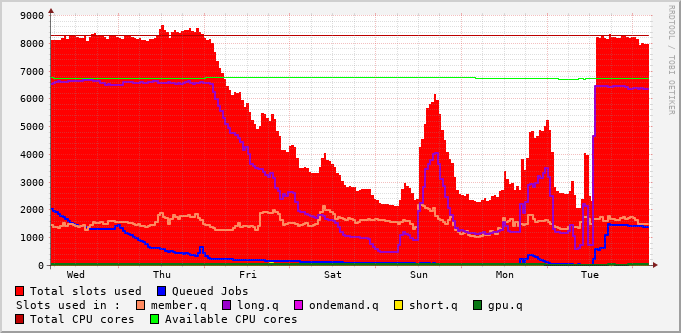 9000
8000
7000
6000
5000
4000
3000
2000
1000
0
Wed Thu Fri Sat Sun Mon Tue
Total slots used Queued Jobs
Slots used in : member.q long.q ondemand.q short.q gpu.q
Total CPU cores Available CPU cores
RRDTOOL / TOBI OETIKER